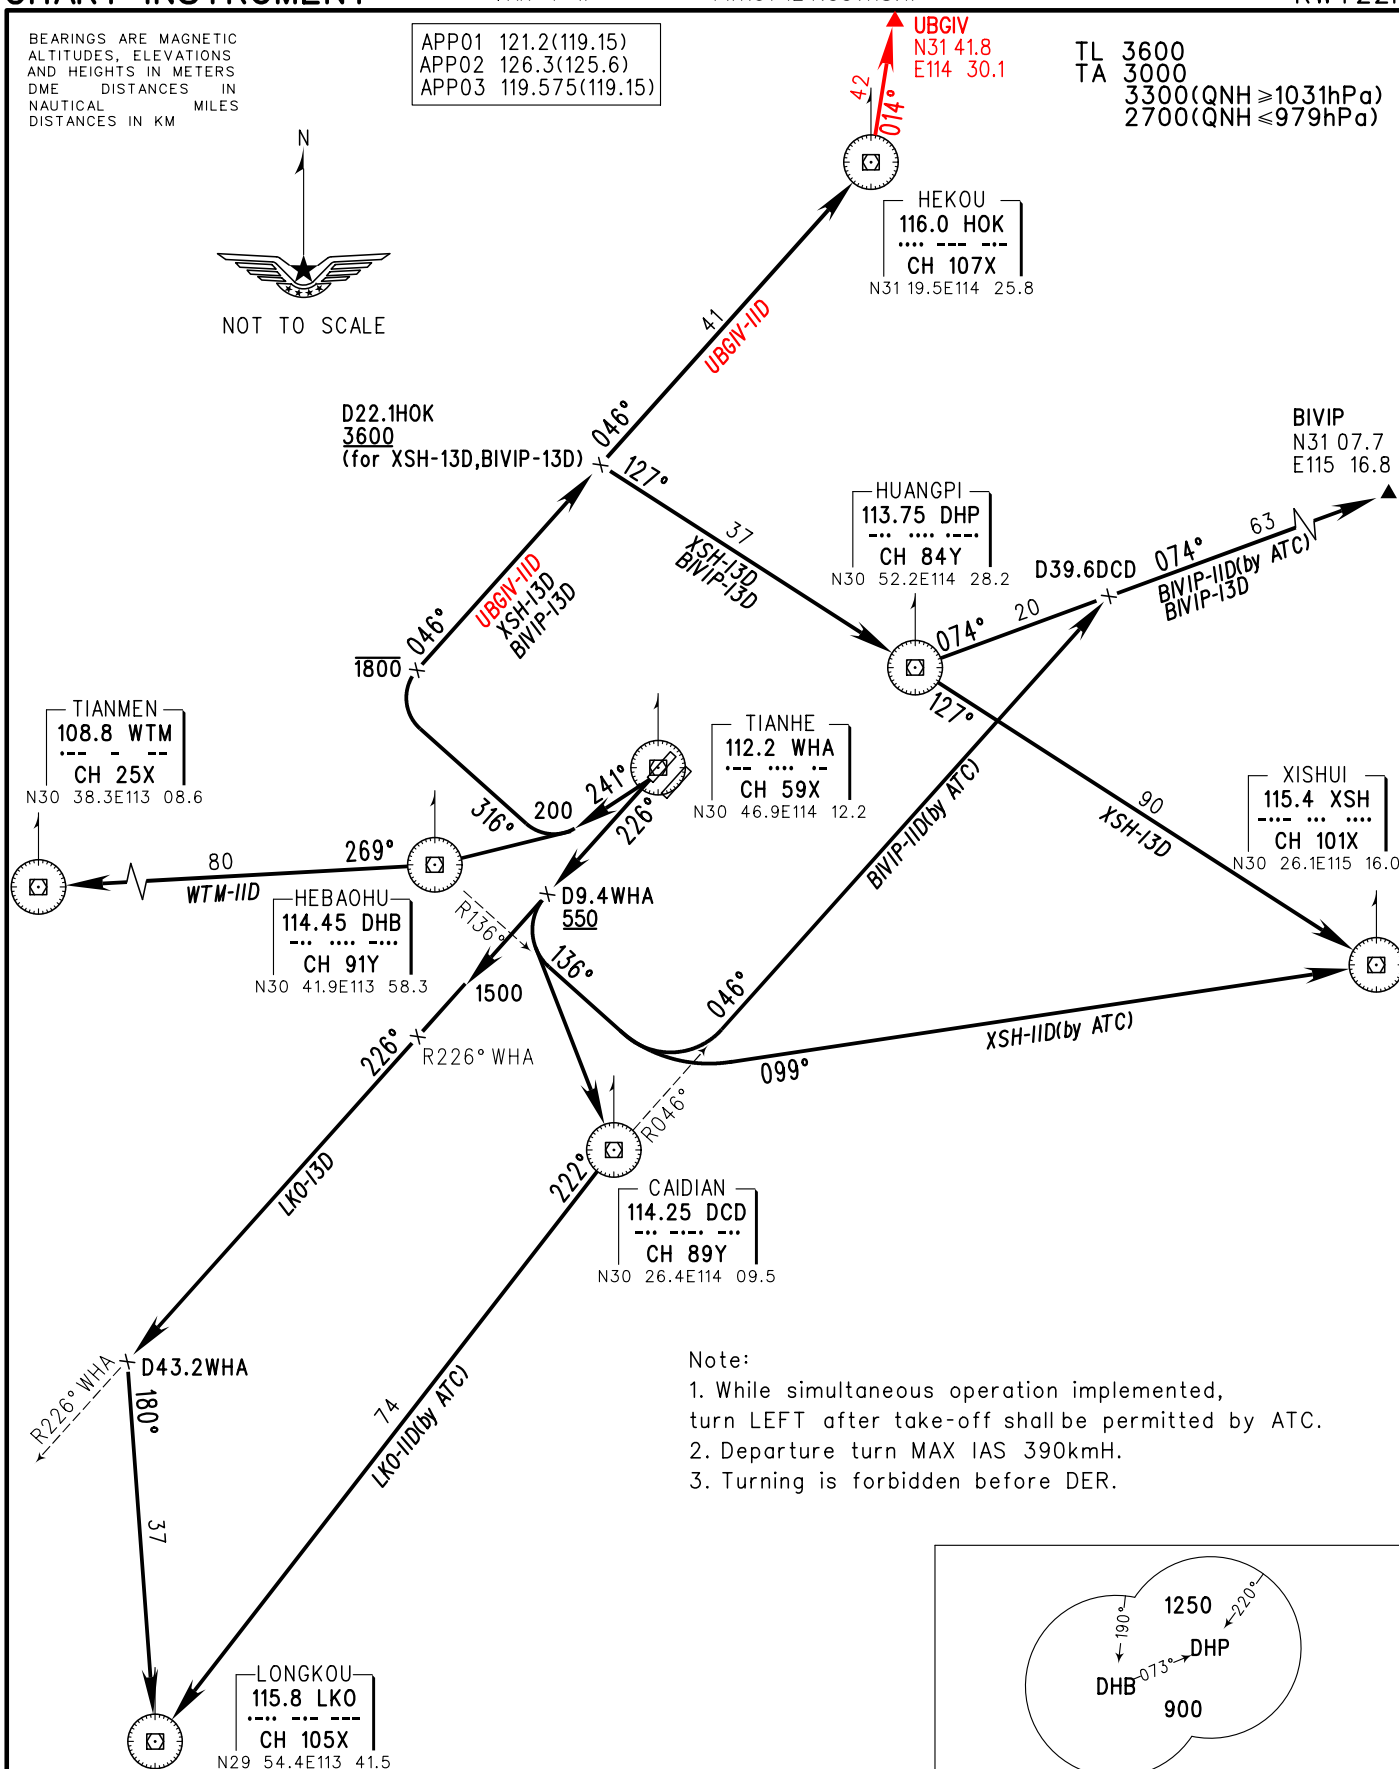 BEARINGS ARE MAGNETIC
ALTITUDES, ELEVATIONS
AND HEIGHTS IN METERS
DME DISTANCES IN
NAUTICAL MILES
DISTANCES IN KM
APP01 121.2(119.15)
APP02 126.3(125.6)
APP03 119.575(119.15)
UBGIV
N31 41.8
E114 30.1
TL 3600
TA 3000
3300(QNH ≥1031hPa)
2700(QNH ≤979hPa)
N
NOT TO SCALE
42
014°
HEKOU
116.0 HOK
CH 107X
N31 19.5E114 25.8
41
UBGIV-11D
D22.1HOK
3600
(for XSH-13D,BIVIP-13D)
046°
127°
37
XSH-13D
BIVIP-13D
BIVIP
N31 07.7
E115 16.8
HUANGPI
113.75 DHP
CH 84Y
N30 52.2E114 28.2
D39.6DCD
074°
63
BIVIP-11D(by ATC)
BIVIP-13D
20
074°
127°
046°
UBGIV-11D
XSH-13D
BIVIP-13D
1800
TIANMEN
108.8 WTM
CH 25X
N30 38.3E113 08.6
TIANHE
112.2 WHA
CH 59X
N30 46.9E114 12.2
241°
226°
200
316°
80
269°
WTM-11D
HEBAOHU
114.45 DHB
CH 91Y
N30 41.9E113 58.3
R136°
D9.4WHA
550
136°
046°
BIVIP-11D(by ATC)
90
XSH-13D
XISHUI
115.4 XSH
CH 101X
N30 26.1E115 16.0
1500
226°
R226° WHA
099°
XSH-11D(by ATC)
R046°
222°
CAIDIAN
114.25 DCD
CH 89Y
N30 26.4E114 09.5
LKO-13D
D43.2WHA
R226° WHA
180°
74
LKO-11D(by ATC)
37
Note:
1. While simultaneous operation implemented,
turn LEFT after take-off shall be permitted by ATC.
2. Departure turn MAX IAS 390kmH.
3. Turning is forbidden before DER.
LONGKOU
115.8 LKO
CH 105X
N29 54.4E113 41.5
1250
190°
220°
DHP
DHB
073°
900